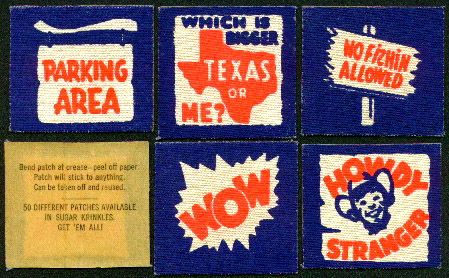 PARKING
AREA
WHICH IS
BIGGER
TEXAS
OR
ME?
NO FISHIN
ALLOWED
Bend patch at crease—peel off paper.
Patch will stick to anything.
Can be taken off and reused.
50 DIFFERENT PATCHES AVAILABLE
IN SUGAR KRINKLES.
GET 'EM ALL!
WOW
HOWDY
STRANGER